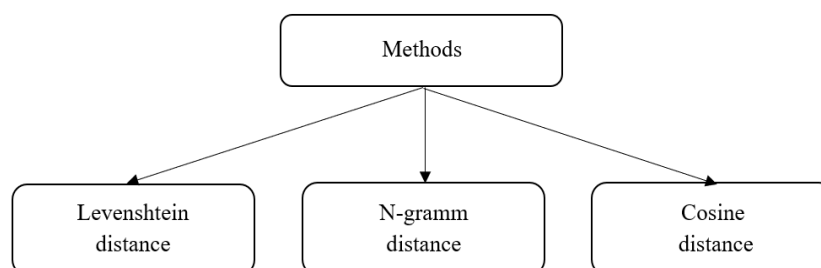 Methods
Levenshtein
distance
N-gramm
distance
Cosine
distance